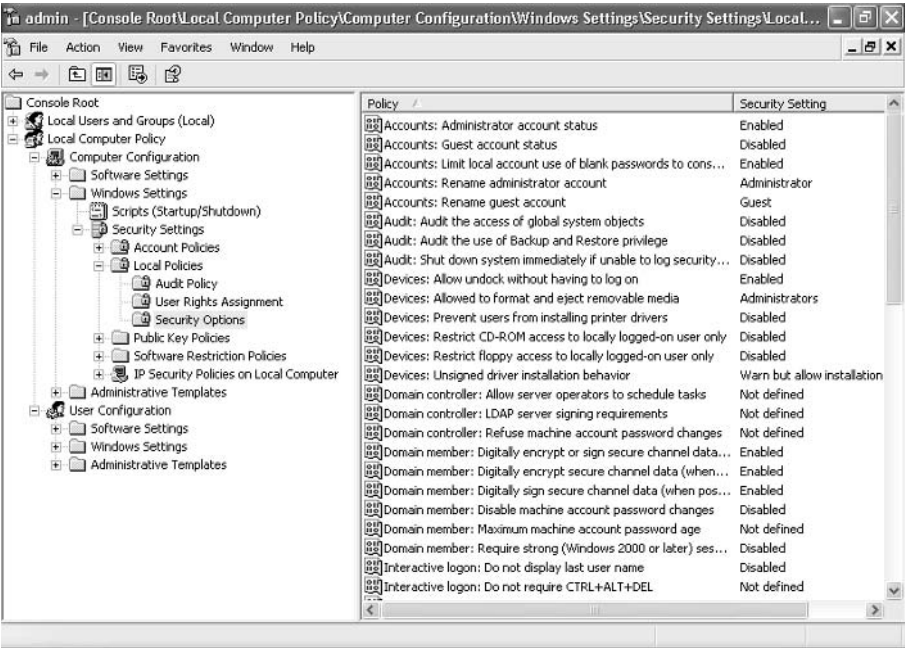 admin - [Console Root\Local Computer Policy\Computer Configuration\Windows Settings\Security Settings\Local...
File Action View Favorites Window Help
Console Root
Local Users and Groups (Local)
Local Computer Policy
Computer Configuration
Software Settings
Windows Settings
Scripts (Startup/Shutdown)
Security Settings
Account Policies
Local Policies
Audit Policy
User Rights Assignment
Security Options
Public Key Policies
Software Restriction Policies
IP Security Policies on Local Computer
Administrative Templates
User Configuration
Software Settings
Windows Settings
Administrative Templates
Policy Security Setting
Accounts: Administrator account status Enabled
Accounts: Guest account status Disabled
Accounts: Limit local account use of blank passwords to cons... Enabled
Accounts: Rename administrator account Administrator
Accounts: Rename guest account Guest
Audit: Audit the access of global system objects Disabled
Audit: Audit the use of Backup and Restore privilege Disabled
Audit: Shut down system immediately if unable to log security... Disabled
Devices: Allow undock without having to log on Enabled
Devices: Allowed to format and eject removable media Administrators
Devices: Prevent users from installing printer drivers Disabled
Devices: Restrict CD-ROM access to locally logged-on user only Disabled
Devices: Restrict floppy access to locally logged-on user only Disabled
Devices: Unsigned driver installation behavior Warn but allow installation
Domain controller: Allow server operators to schedule tasks Not defined
Domain controller: LDAP server signing requirements Not defined
Domain controller: Refuse machine account password changes Not defined
Domain member: Digitally encrypt or sign secure channel data... Enabled
Domain member: Digitally encrypt secure channel data (when... Enabled
Domain member: Digitally sign secure channel data (when pos... Enabled
Domain member: Disable machine account password changes Disabled
Domain member: Maximum machine account password age Not defined
Domain member: Require strong (Windows 2000 or later) ses... Disabled
Interactive logon: Do not display last user name Disabled
Interactive logon: Do not require CTRL+ALT+DEL Not defined